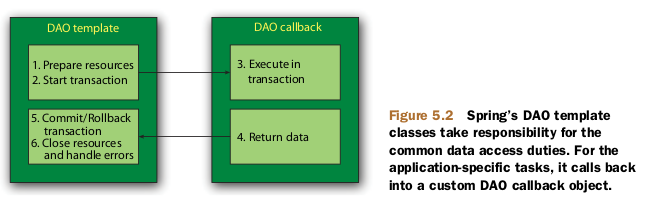 DAO template
1. Prepare resources
2. Start transaction
5. Commit/Rollback
transaction
6. Close resources
and handle errors
DAO callback
3. Execute in
transaction
4. Return data
Figure 5.2 Spring's DAO template
classes take responsibility for the
common data access duties. For the
application-specific tasks, it calls back
into a custom DAO callback object.